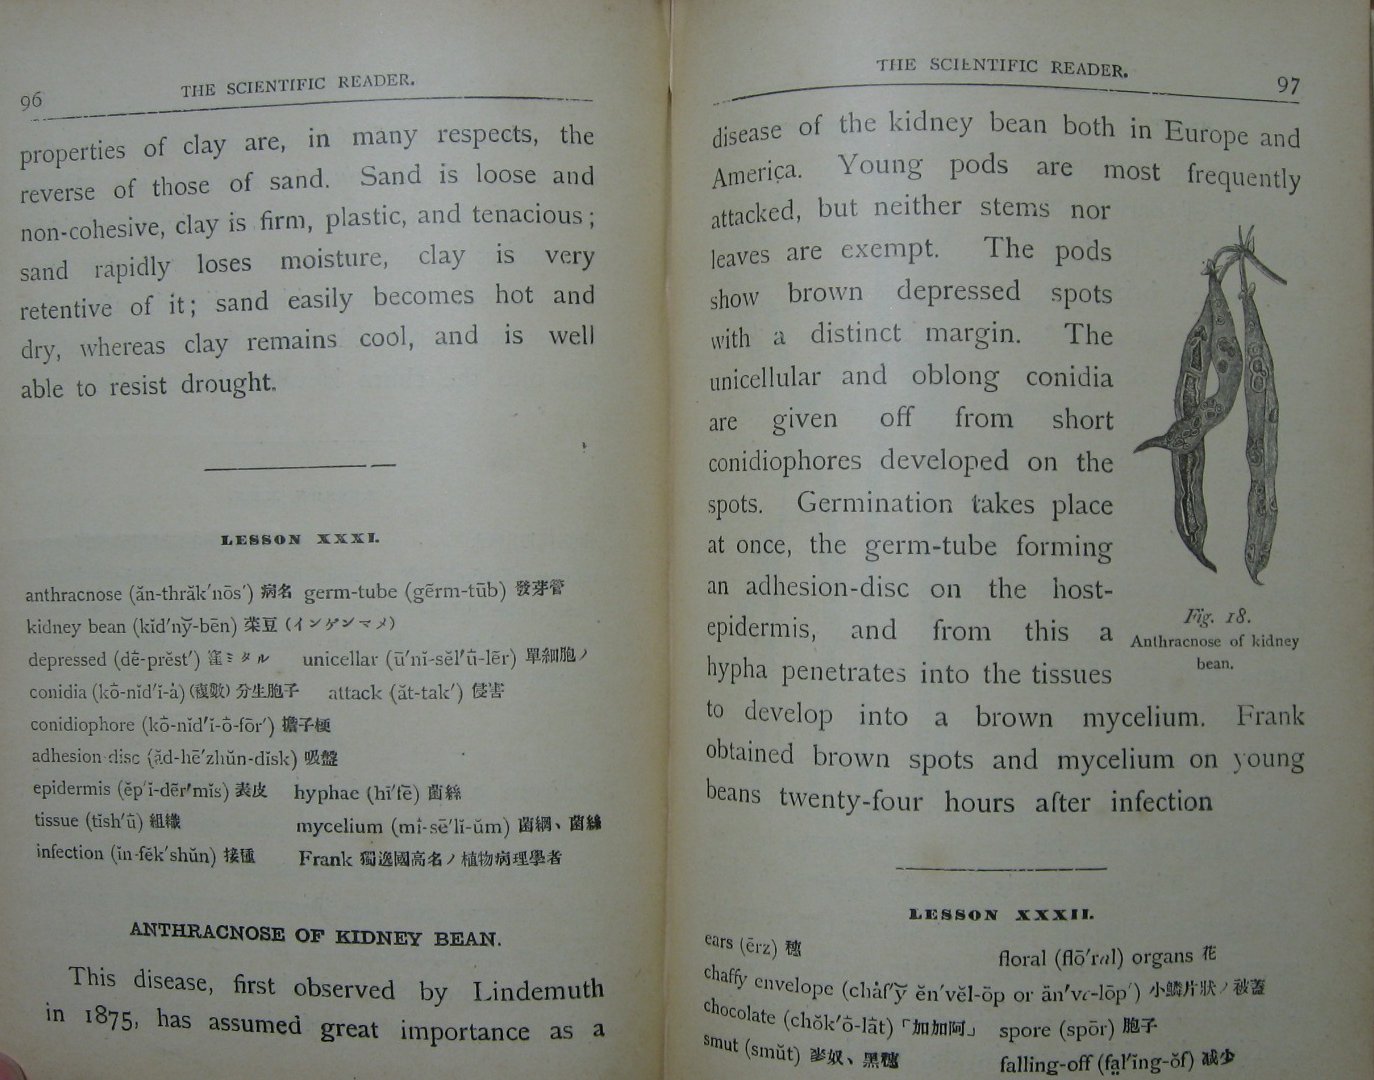 96
THE SCIENTIFIC READER.
properties of clay are, in many respects, the
reverse of those of sand. Sand is loose and
non-cohesive, clay is firm, plastic, and tenacious;
sand rapidly loses moisture, clay is very
retentive of it; sand easily becomes hot and
dry, whereas clay remains cool, and is well
able to resist drought.
LESSON XXXI.
anthracnose (ăn-thrăk′nōs′) 病名 germ-tube (gẽrm-tūb) 發芽管
kidney bean (kĭd′ny̆-bēn) 菜豆 (インゲンマメ)
depressed (dē̇-prĕst′) 窪ミタル unicellar (ū′nĭ-sĕl′ū̇-lẽr) 單細胞ノ
conidia (kō̇-nĭd′ĭ-ȧ) (複數) 分生胞子 attack (ăt-tak′) 侵害
conidiophore (kō̇-nĭd′ĭ-ō̇-fōr′) 擔子梗
adhesion-disc (ăd-hē′zhŭn-dĭsk) 吸盤
epidermis (ĕp′ĭ-dẽr′mĭs) 表皮 hyphae (hī′fē) 菌絲
tissue (tĭsh′ū̇) 組織 mycelium (mī̇-sē′lĭ-ŭm) 菌綱、菌絲
infection (ĭn-fĕk′shŭn) 接種 Frank 獨逸國高名ノ植物病理學者
ANTHRACNOSE OF KIDNEY BEAN.
This disease, first observed by Lindemuth
in 1875, has assumed great importance as a
THE SCIENTIFIC READER.
97
disease of the kidney bean both in Europe and
America. Young pods are most frequently
attacked, but neither stems nor
leaves are exempt. The pods
show brown depressed spots
with a distinct margin. The
unicellular and oblong conidia
are given off from short
conidiophores developed on the
spots. Germination takes place
at once, the germ-tube forming
an adhesion-disc on the host-
epidermis, and from this a
hypha penetrates into the tissues
to develop into a brown mycelium. Frank
obtained brown spots and mycelium on young
beans twenty-four hours after infection
Fig. 18.
Anthracnose of kidney
bean.
LESSON XXXII.
ears (ērz) 穗 floral (flō′ral) organs 花
chaffy envelope (chȧf′y̆ ĕn′vĕl-ōp or än′ve-lōp′) 小鱗片狀ノ被蓋
chocolate (chŏk′ō̇-lā̇t) 「加加阿」 spore (spōr) 胞子
smut (smŭt) 麥奴、黑穗 falling-off (fa̤l′ĭng-ŏf) 減少